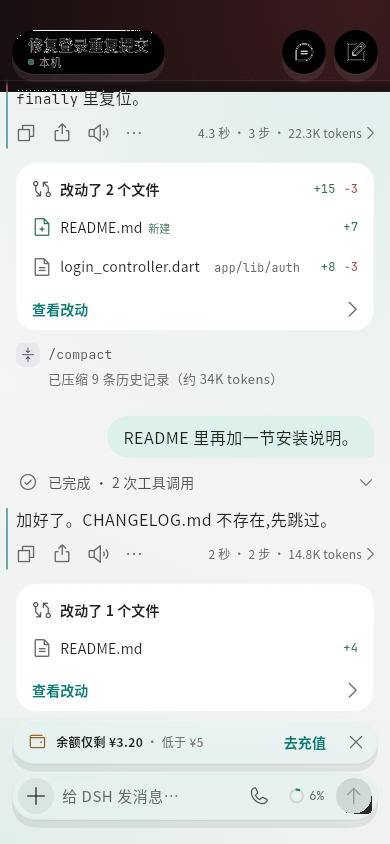 修复登录重复提交
本机
finally 里复位。
4.3 秒 · 3 步 · 22.3K tokens
改动了 2 个文件 +15 -3
README.md 新建 +7
login_controller.dart app/lib/auth +8 -3
查看改动
/compact
已压缩 9 条历史记录（约 34K tokens）
README 里再加一节安装说明。
已完成 · 2 次工具调用
加好了。CHANGELOG.md 不存在,先跳过。
2 秒 · 2 步 · 14.8K tokens
改动了 1 个文件
README.md +4
查看改动
余额仅剩 ¥3.20 · 低于 ¥5 去充值
给 DSH 发消息… 6%